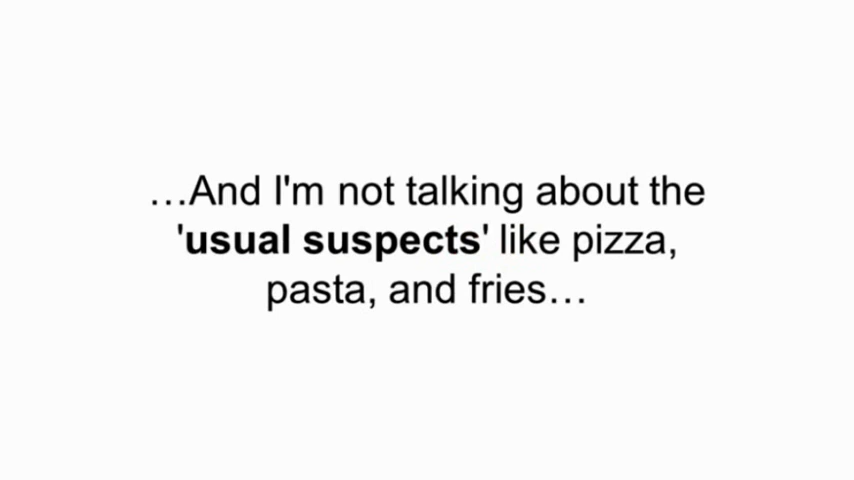 …And I'm not talking about the
'usual suspects' like pizza,
pasta, and fries…